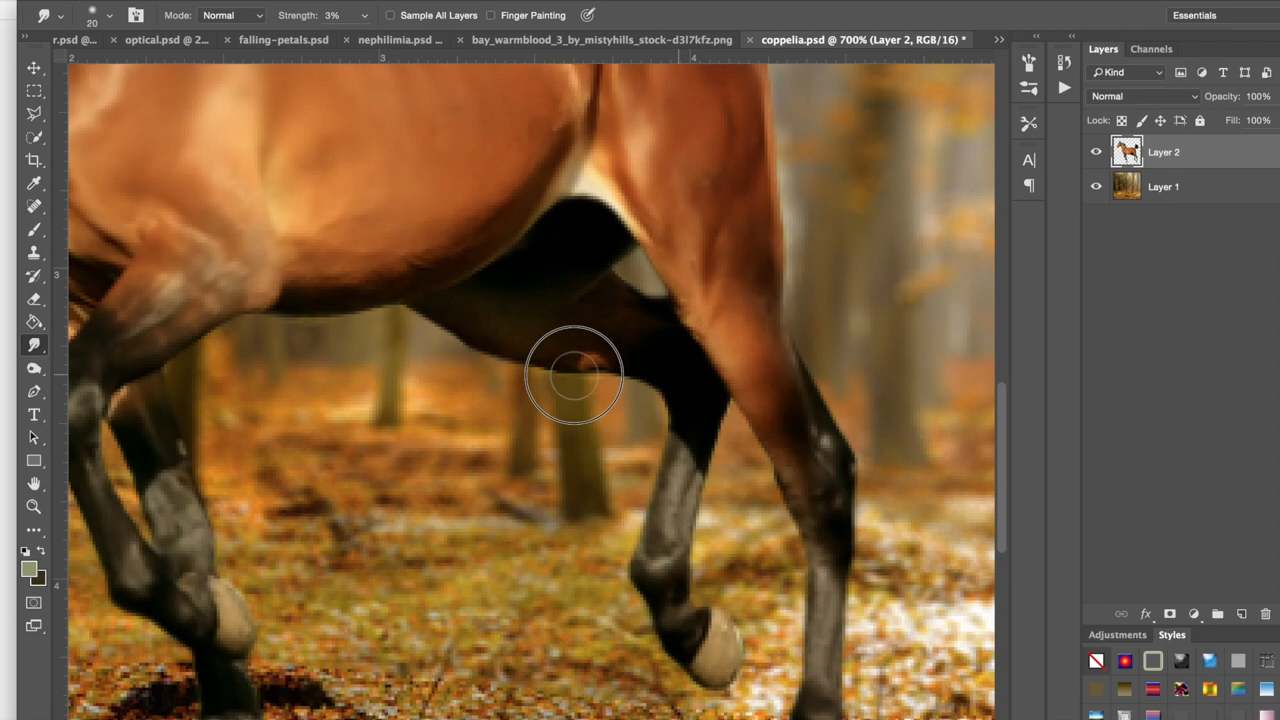 20
Mode: Normal
Strength: 3%
Sample All Layers
Finger Painting
Essentials
r.psd @...
optical.psd @ 2...
falling-petals.psd
nephilimia.psd ...
bay_warmblood_3_by_mistyhills_stock-d3l7kfz.png
coppelia.psd @ 700% (Layer 2, RGB/16) *
2
3
4
3
4
Layers
Channels
Kind
Normal
Opacity: 100%
Lock:
Fill: 100%
Layer 2
Layer 1
fx
Adjustments
Styles